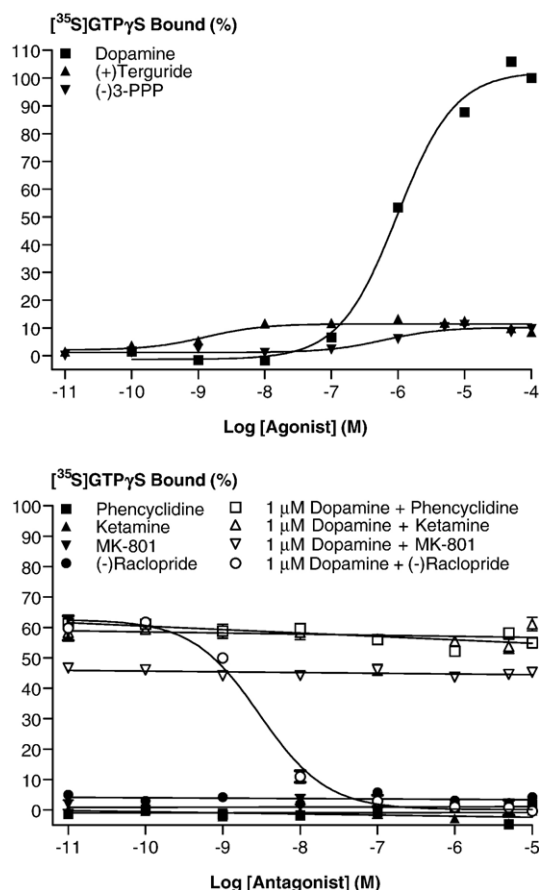 [³⁵S]GTPγS Bound (%)
Dopamine
(+)Terguride
(-)3-PPP
110
100
90
80
70
60
50
40
30
20
10
0
-11 -10 -9 -8 -7 -6 -5 -4
Log [Agonist] (M)
[³⁵S]GTPγS Bound (%)
Phencyclidine
Ketamine
MK-801
(-)Raclopride
1 μM Dopamine + Phencyclidine
1 μM Dopamine + Ketamine
1 μM Dopamine + MK-801
1 μM Dopamine + (-)Raclopride
100
90
80
70
60
50
40
30
20
10
0
-11 -10 -9 -8 -7 -6 -5
Log [Antagonist] (M)